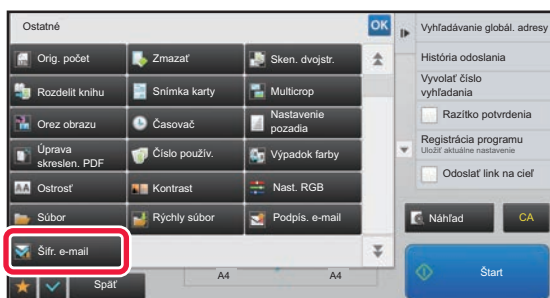 Ostatné
OK
Orig. počet
Zmazať
Sken. dvojstr.
Rozdelit knihu
Snímka karty
Multicrop
Orez obrazu
Časovač
Nastavenie
pozadia
Úprava
skreslen. PDF
Číslo použív.
Výpadok farby
AA Ostrosť
Kontrast
Nast. RGB
Súbor
Rýchly súbor
Podpis. e-mail
Šifr. e-mail
Späť
A4
A4
Vyhľadávanie globál. adresy
História odoslania
Vyvolať číslo
vyhľadania
Razítko potvrdenia
Registrácia programu
Uložiť aktuálne nastavenie
Odoslať link na cieľ
Náhľad
CA
Štart